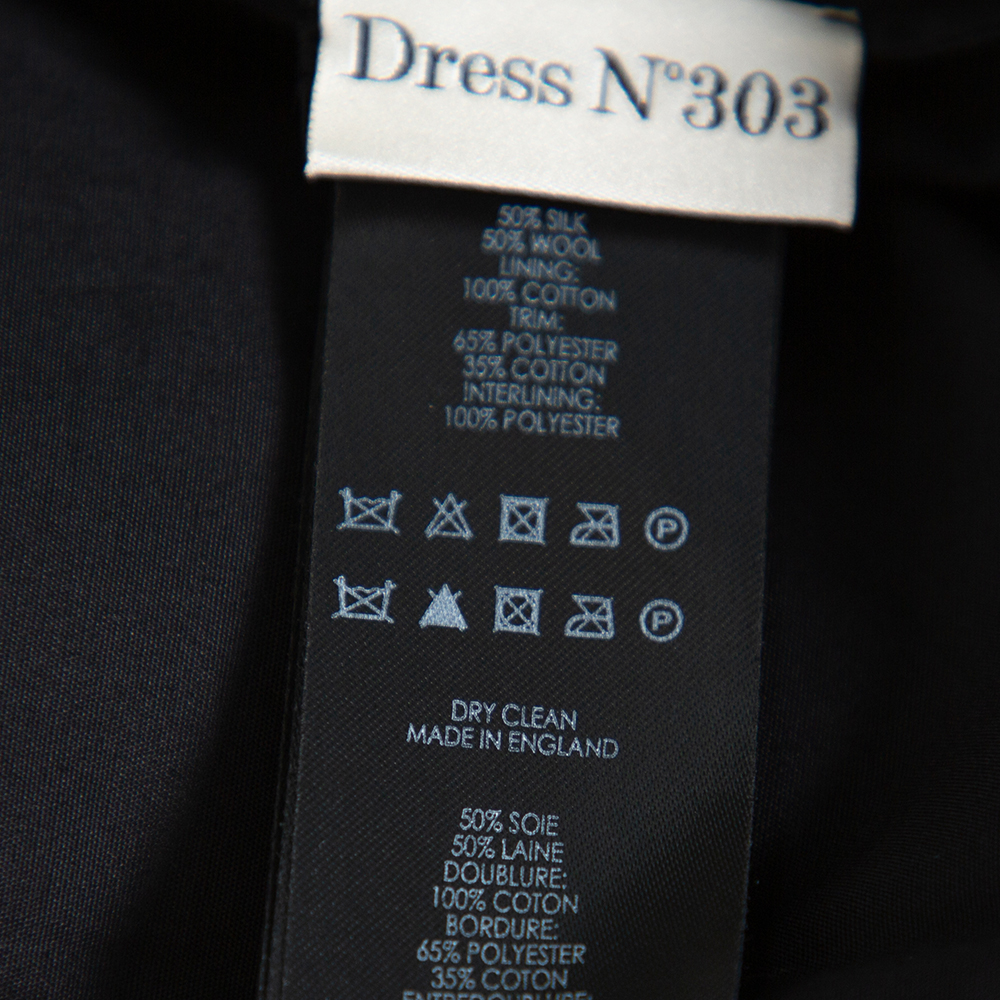 Dress N°303
50% SILK
50% WOOL
LINING:
100% COTTON
TRIM:
65% POLYESTER
35% COTTON
INTERLINING:
100% POLYESTER
P
P
DRY CLEAN
MADE IN ENGLAND
50% SOIE
50% LAINE
DOUBLURE:
100% COTON
BORDURE:
65% POLYESTER
35% COTON
ENTREDOUBLURE: